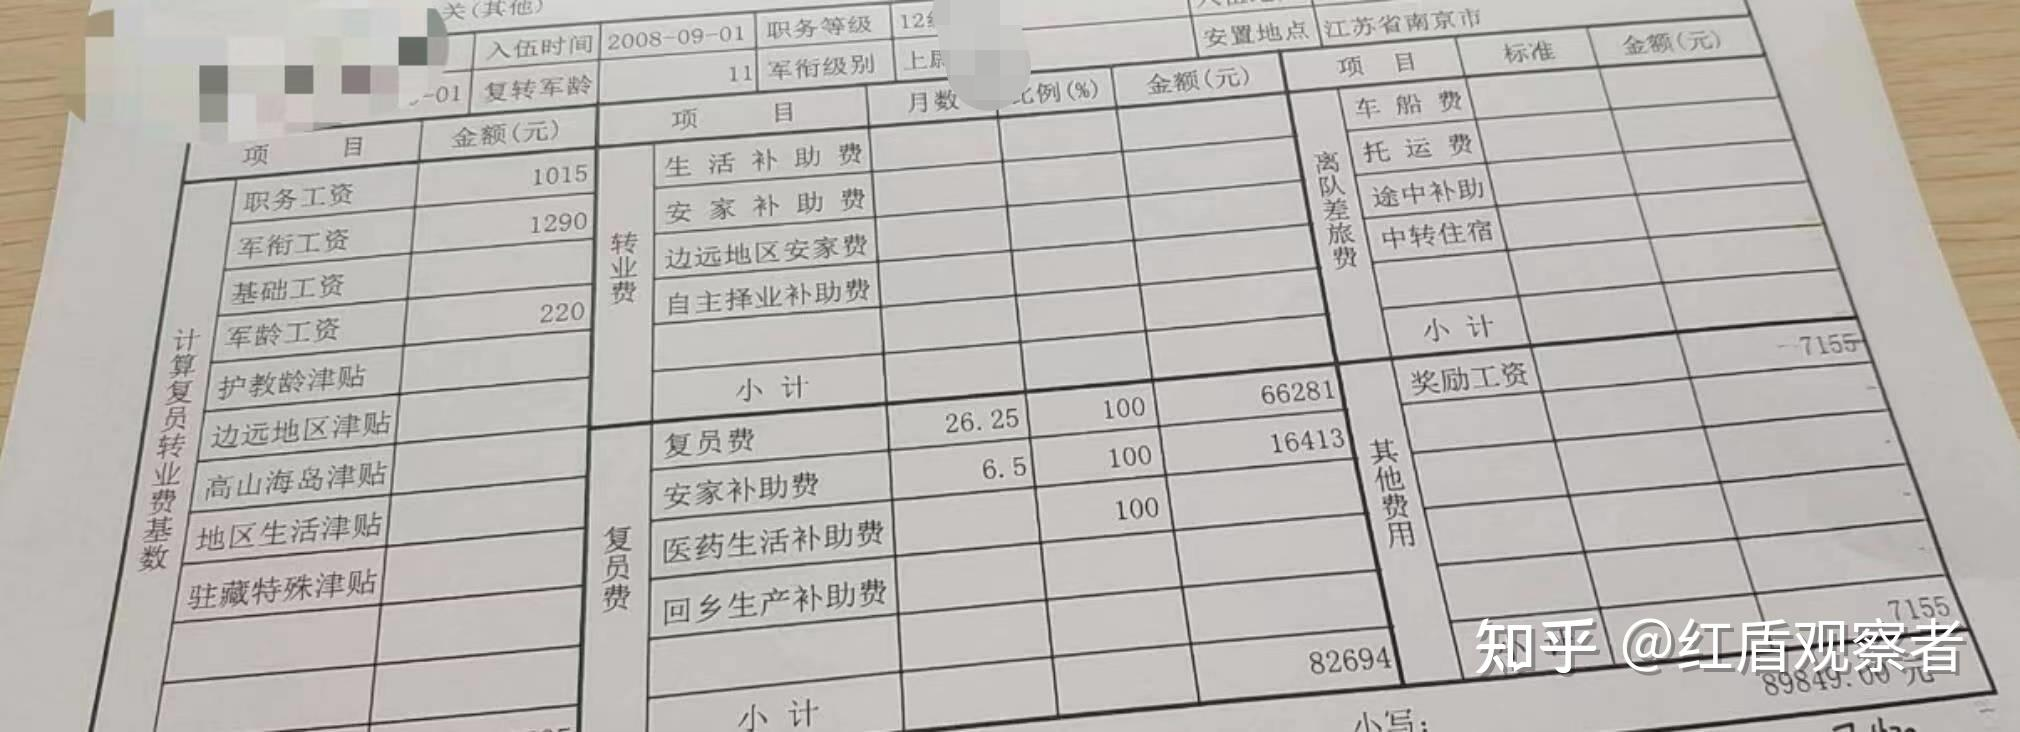 关(其他)
入伍时间 2008-09-01 职务等级 12 安置地点 江苏省南京市
-01 复转军龄 11 军衔级别 上尉
项 目 金额(元) 项 目 月数 比例(%) 金额(元) 项 目 标准 金额(元)
计算复员转业费基数
职务工资 1015
军衔工资 1290
基础工资
军龄工资 220
护教龄津贴
边远地区津贴
高山海岛津贴
地区生活津贴
驻藏特殊津贴
转业费
生活补助费
安家补助费
边远地区安家费
自主择业补助费
小计
复员费
复员费 26.25 100 66281
安家补助费 6.5 100 16413
医药生活补助费 100
回乡生产补助费
小计 82694
离队差旅费
车船费
托运费
途中补助
中转住宿
小计
其他费用
奖励工资 7155
小计 7155
小写: 89849.00元
知乎 @红盾观察者